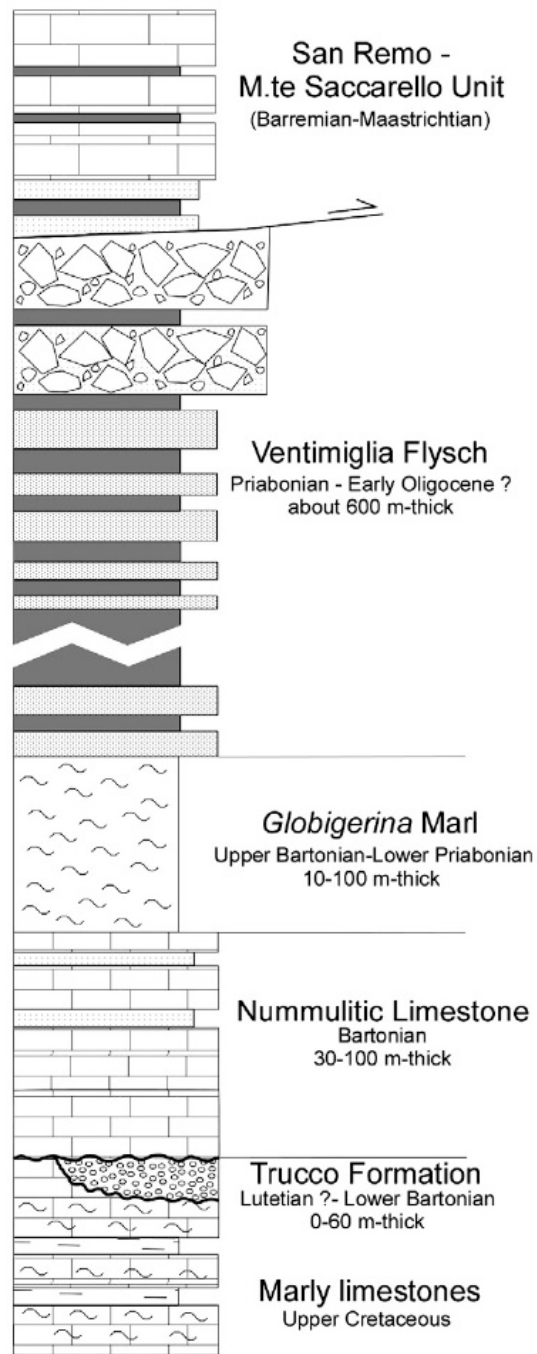 San Remo -
M.te Saccarello Unit
(Barremian-Maastrichtian)
Ventimiglia Flysch
Priabonian - Early Oligocene ?
about 600 m-thick
Globigerina Marl
Upper Bartonian-Lower Priabonian
10-100 m-thick
Nummulitic Limestone
Bartonian
30-100 m-thick
Trucco Formation
Lutetian ?- Lower Bartonian
0-60 m-thick
Marly limestones
Upper Cretaceous